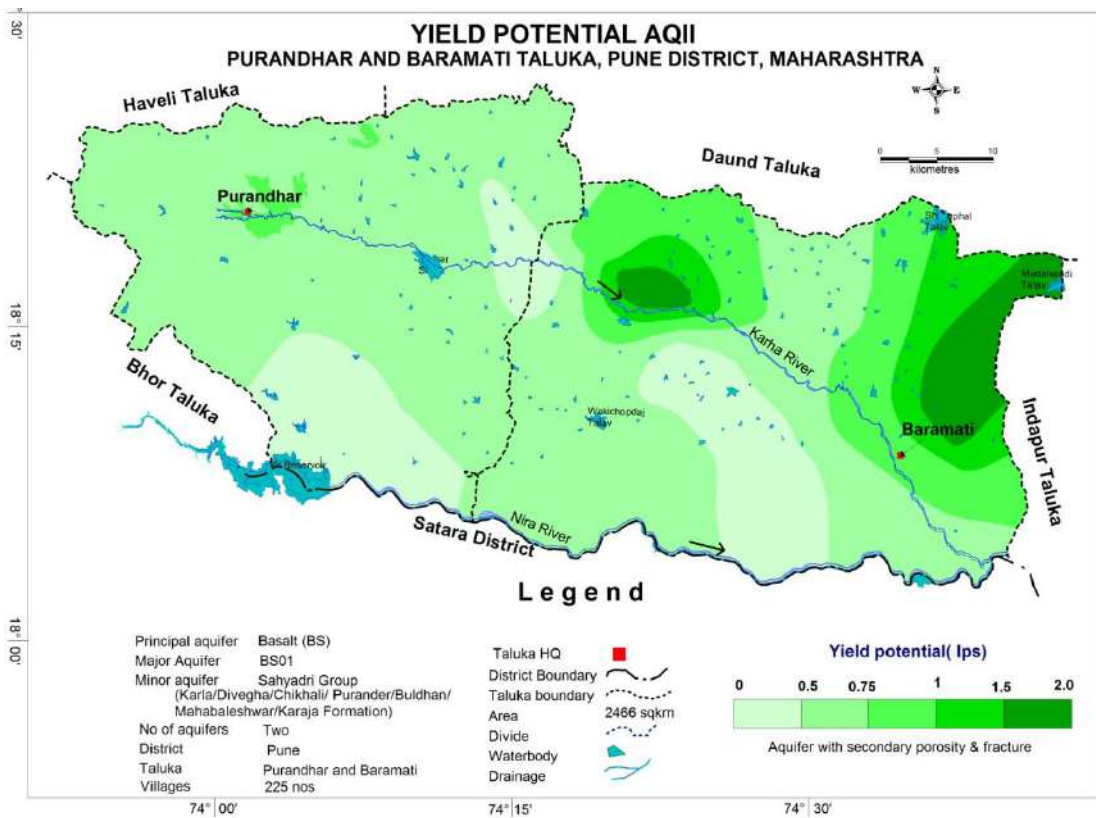 YIELD POTENTIAL AQII
PURANDHAR AND BARAMATI TALUKA, PUNE DISTRICT, MAHARASHTRA
30'
Haveli Taluka
N
W E
S
0 5 10
kilometres
Daund Taluka
Purandhar
Talav
Talav
18° 15'
Karha River
Bhor Taluka
Talav
Baramati
Reservoir
Indapur Taluka
Nira River
Satara District
Legend
18° 00'
Principal aquifer Basalt (BS)
Major Aquifer BS01
Minor aquifer Sahyadri Group
(Karla/Divegha/Chikhali/ Purander/Buldhan/
Mahabaleshwar/Karaja Formation)
No of aquifers Two
District Pune
Taluka Purandhar and Baramati
Villages 225 nos
Taluka HQ
District Boundary
Taluka boundary
Area 2466 sqkm
Divide
Waterbody
Drainage
Yield potential( lps)
0 0.5 0.75 1 1.5 2.0
Aquifer with secondary porosity & fracture
74° 00' 74° 15' 74° 30'